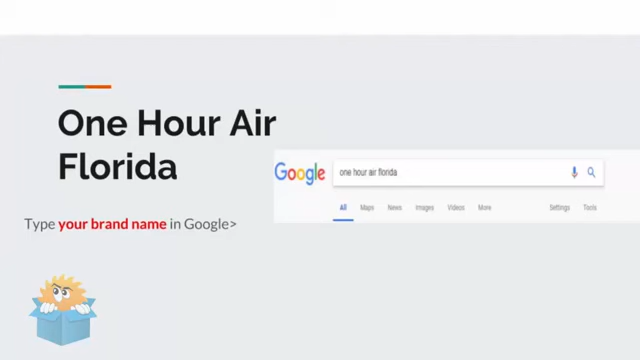 One Hour Air
Florida
Google
one hour air florida
All Maps News Images Videos More Settings Tools
Type your brand name in Google>